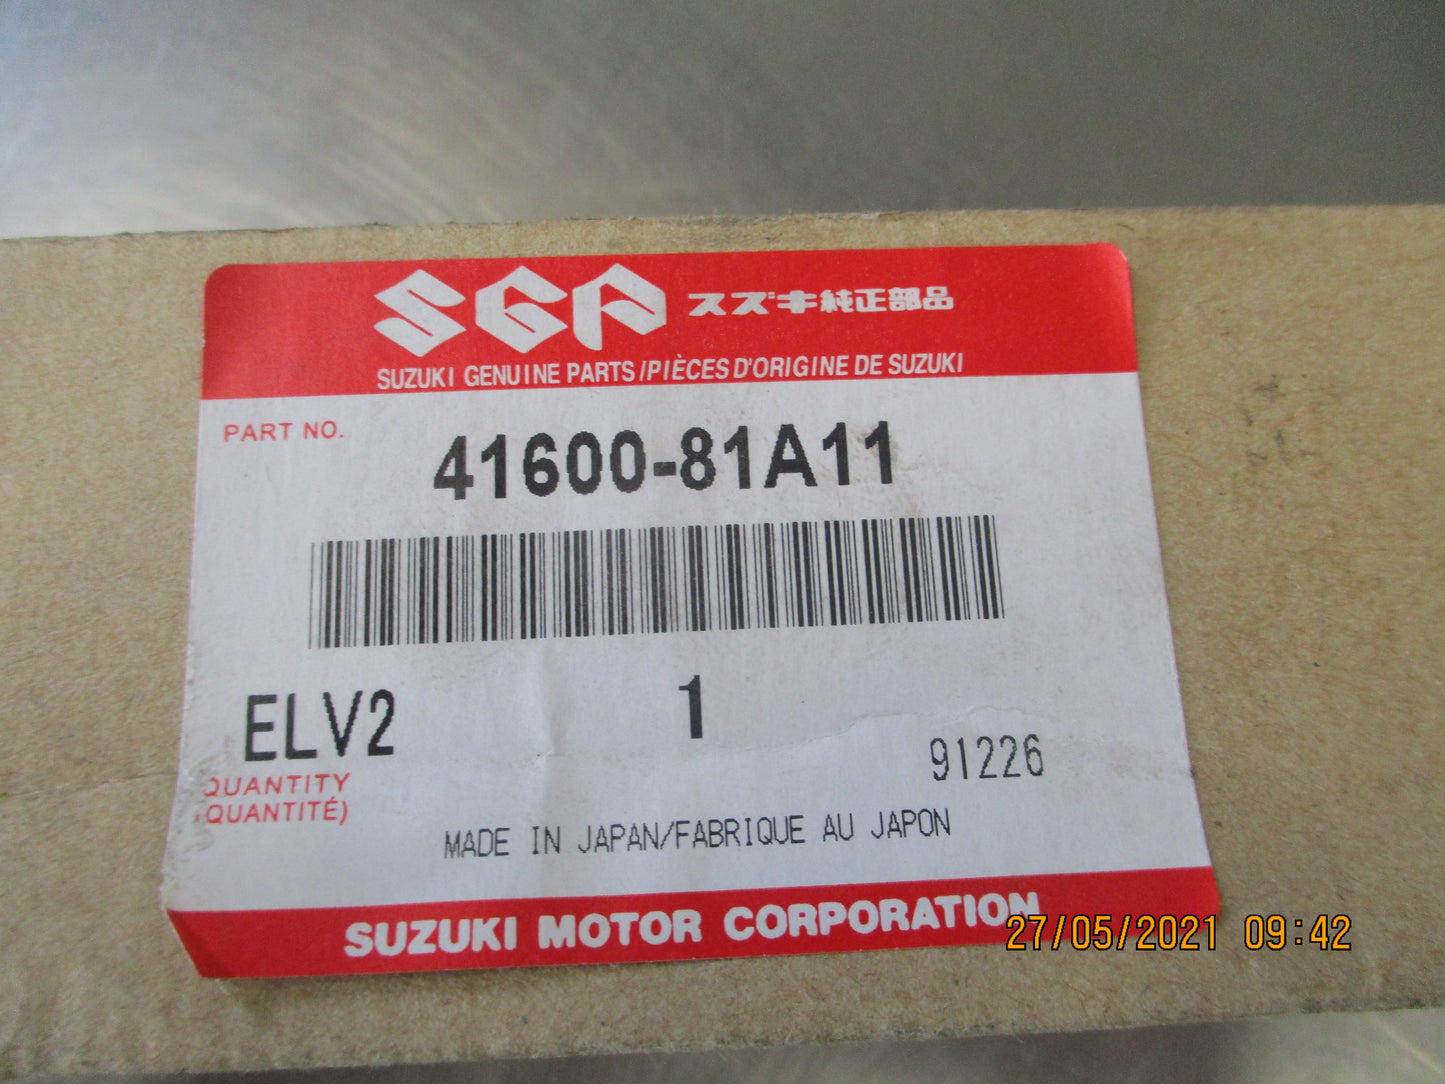 SGP スズキ純正部品
SUZUKI GENUINE PARTS/PIÈCES D'ORIGINE DE SUZUKI
PART NO. 41600-81A11
ELV2 1 91226
QUANTITY
(QUANTITÉ)
MADE IN JAPAN/FABRIQUE AU JAPON
SUZUKI MOTOR CORPORATION
27/05/2021 09:42